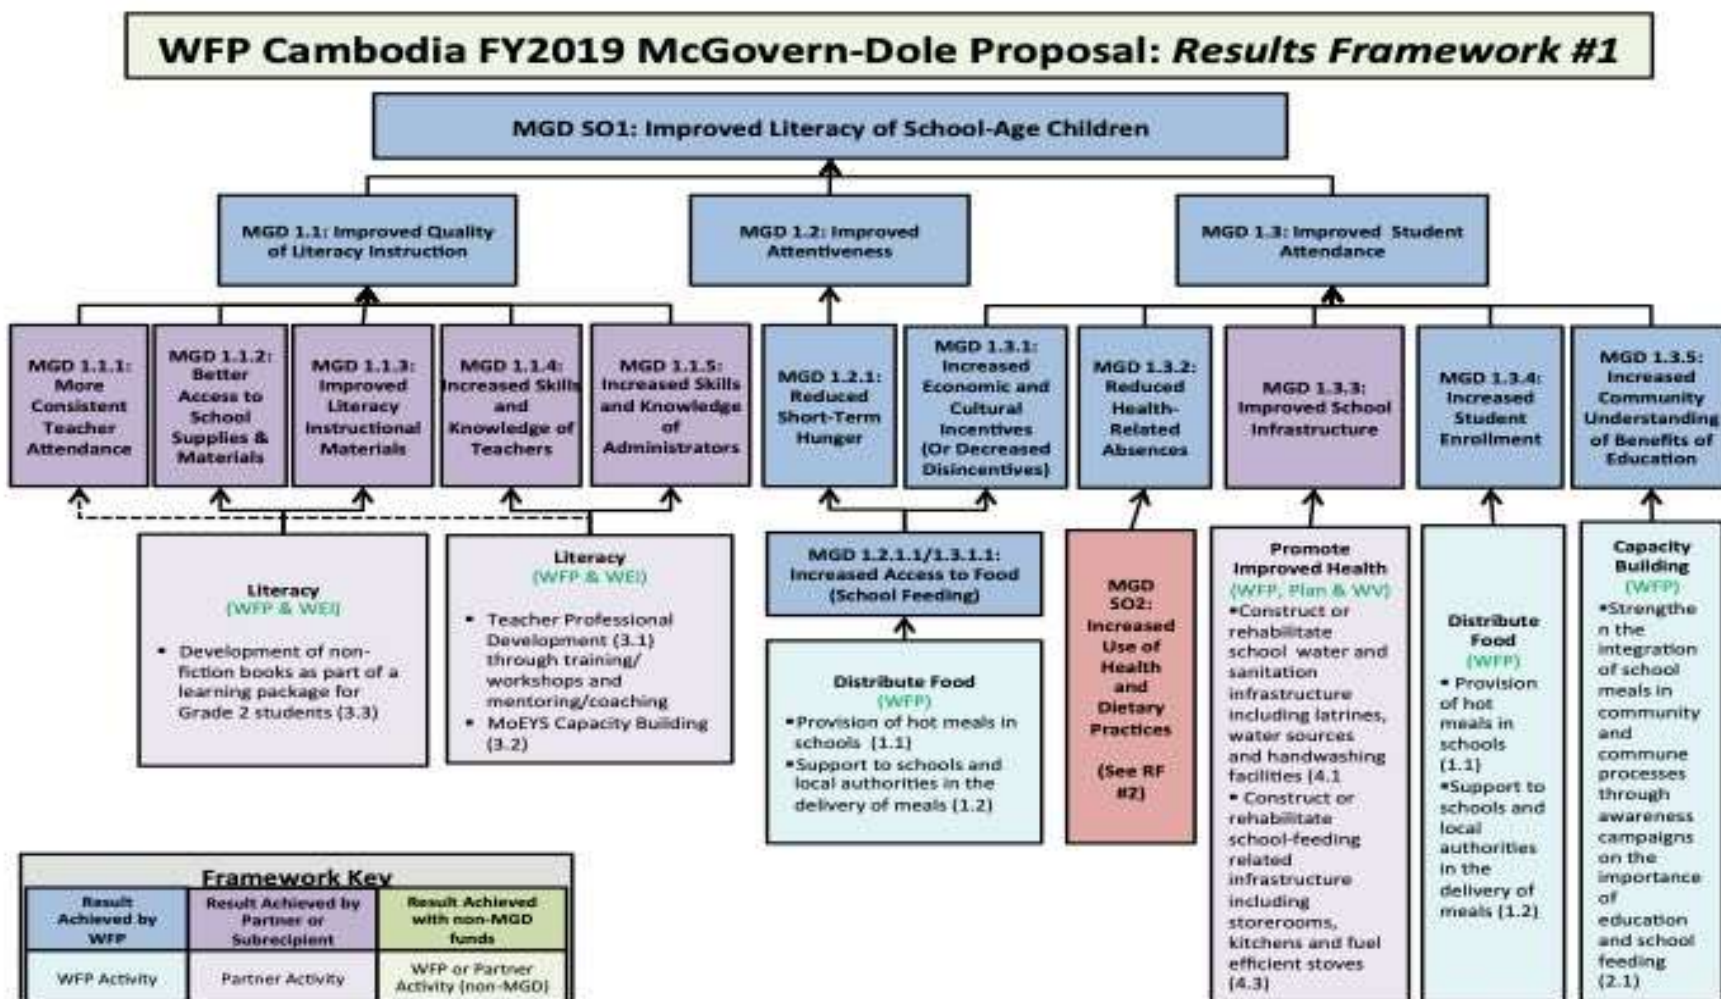 WFP Cambodia FY2019 McGovern-Dole Proposal: Results Framework #1
MGD SO1: Improved Literacy of School-Age Children
MGD 1.1: Improved Quality
of Literacy Instruction
MGD 1.2: Improved
Attentiveness
MGD 1.3: Improved Student
Attendance
MGD 1.1.1:
More
Consistent
Teacher
Attendance
MGD 1.1.2:
Better
Access to
School
Supplies &
Materials
MGD 1.1.3:
Improved
Literacy
Instructional
Materials
MGD 1.1.4:
Increased Skills
and
Knowledge of
Teachers
MGD 1.1.5:
Increased Skills
and Knowledge
of
Administrators
MGD 1.2.1:
Reduced
Short-Term
Hunger
MGD 1.3.1:
Increased
Economic and
Cultural
Incentives
(Or Decreased
Disincentives)
MGD 1.3.2:
Reduced
Health-
Related
Absences
MGD 1.3.3:
Improved School
Infrastructure
MGD 1.3.4:
Increased
Student
Enrollment
MGD 1.3.5:
Increased
Community
Understanding
of Benefits of
Education
Literacy
(WFP & WEI)
▪ Development of non-
fiction books as part of a
learning package for
Grade 2 students (3.3)
Literacy
(WFP & WEI)
▪ Teacher Professional
Development (3.1)
through training/
workshops and
mentoring/coaching
▪ MoEYS Capacity Building
(3.2)
MGD 1.2.1.1/1.3.1.1:
Increased Access to Food
(School Feeding)
Distribute Food
(WFP)
▪Provision of hot meals in
schools (1.1)
▪Support to schools and
local authorities in the
delivery of meals (1.2)
MGD
SO2:
Increased
Use of
Health
and
Dietary
Practices
(See RF
#2)
Promote
Improved Health
(WFP, Plan & WV)
▪Construct or
rehabilitate
school water and
sanitation
infrastructure
including latrines,
water sources
and handwashing
facilities (4.1
▪ Construct or
rehabilitate
school-feeding
related
infrastructure
including
storerooms,
kitchens and fuel
efficient stoves
(4.3)
Distribute
Food
(WFP)
▪ Provision
of hot
meals in
schools
(1.1)
▪Support to
schools and
local
authorities
in the
delivery of
meals (1.2)
Capacity
Building
(WFP)
▪Strengthe
n the
integration
of school
meals in
community
and
commune
processes
through
awareness
campaigns
on the
importance
of
education
and school
feeding
(2.1)
Framework Key
Result
Achieved by
WFP
Result Achieved by
Partner or
Subrecipient
Result Achieved
with non-MGD
funds
WFP Activity
Partner Activity
WFP or Partner
Activity (non-MGD)